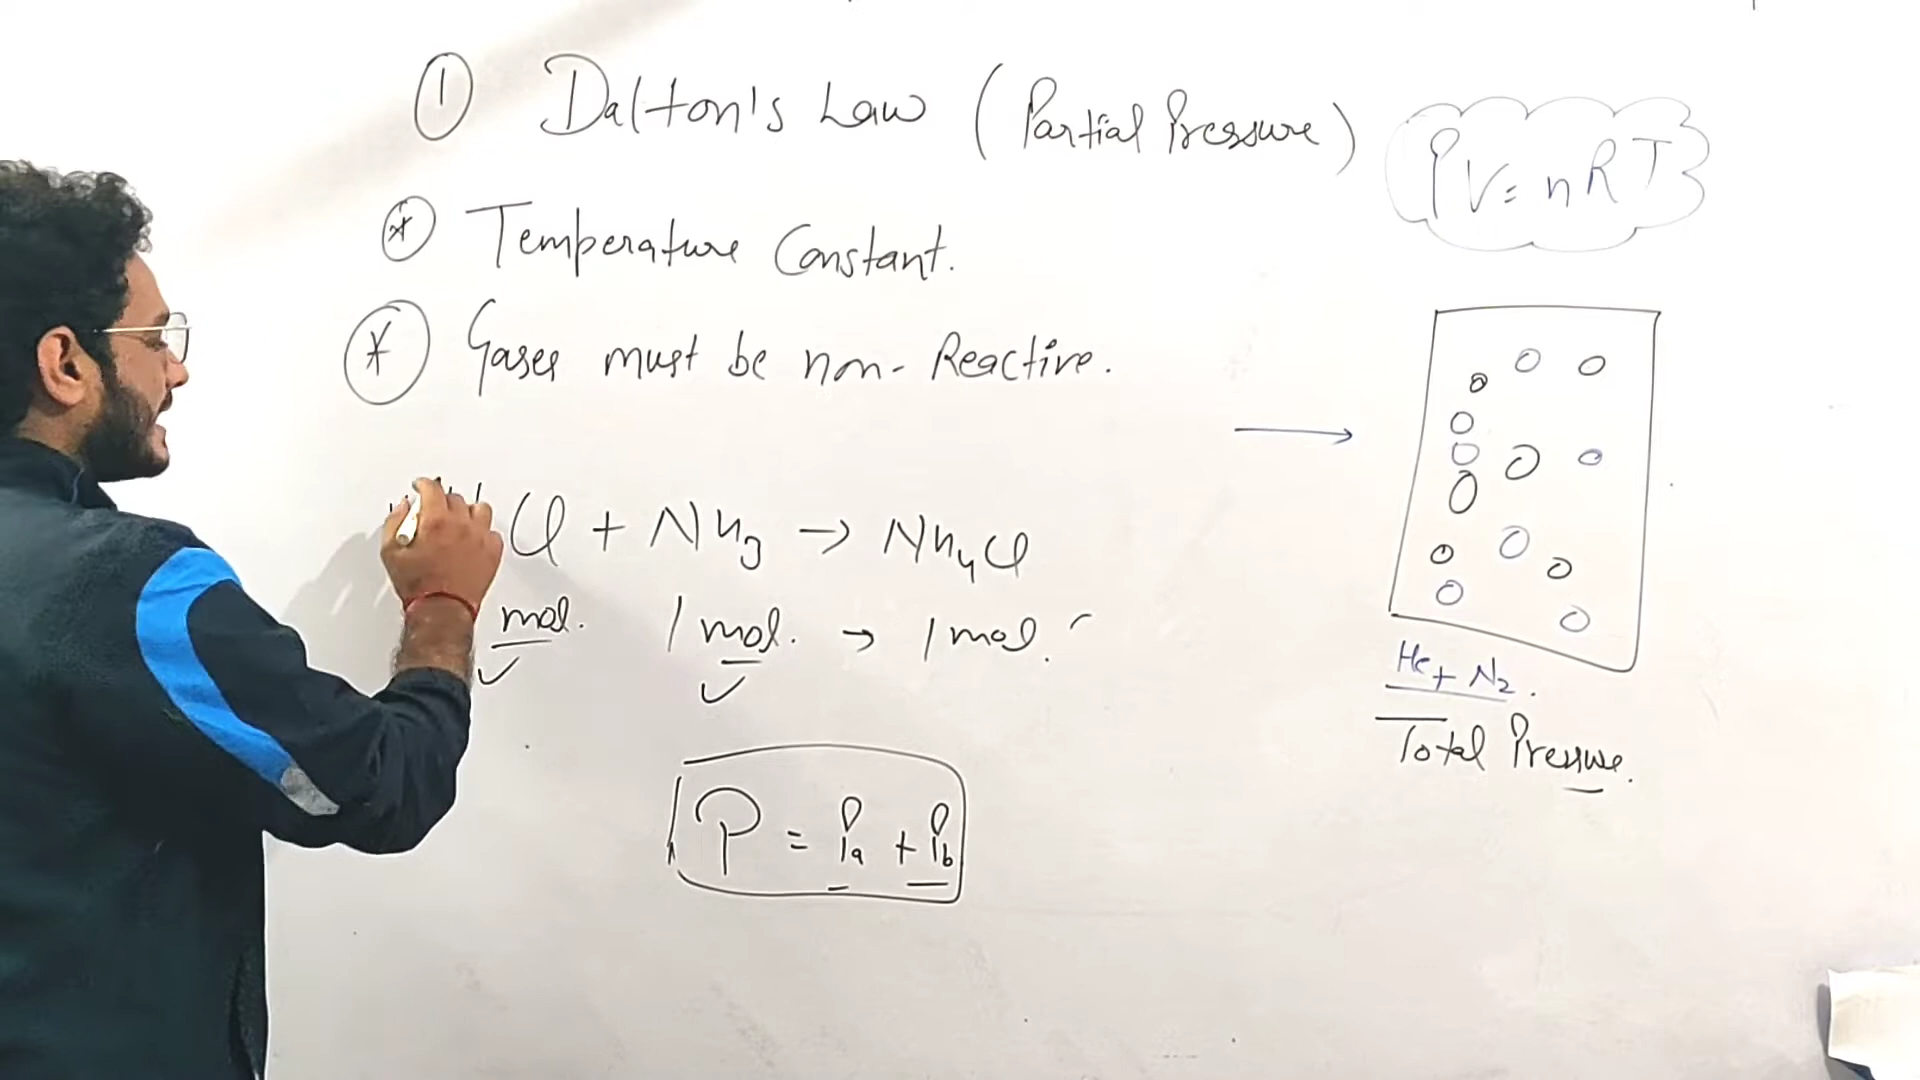 ① Dalton's Law (Partial Pressure)
PV = nRT
* Temperature Constant.
* Gases must be non-Reactive.
Cl + NH3 → NH4Cl
mol. 1 mol. → 1 mol.
He + N2.
Total Pressure.
P = Pa + Pb